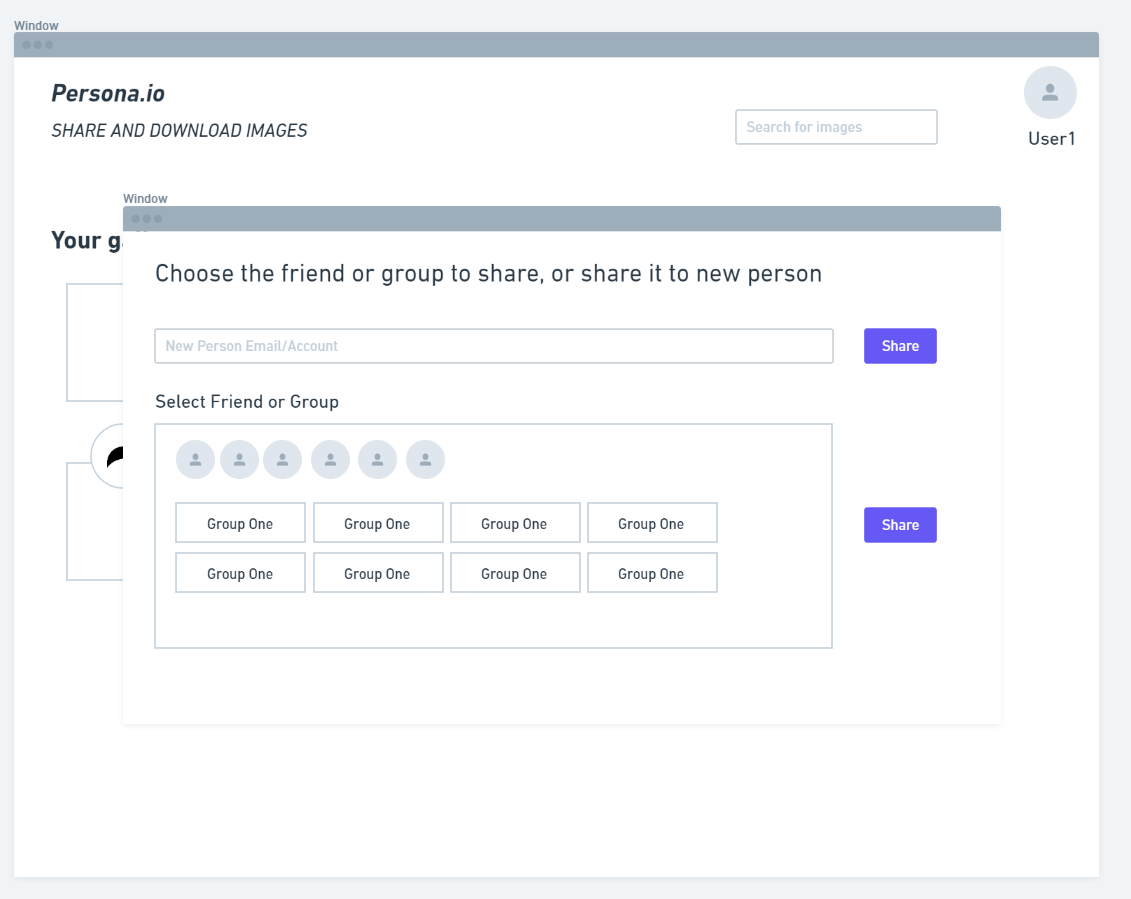 Window
Persona.io
SHARE AND DOWNLOAD IMAGES
Search for images
User1
Window
Your g
Choose the friend or group to share, or share it to new person
New Person Email/Account
Share
Select Friend or Group
Group One Group One Group One Group One
Share
Group One Group One Group One Group One